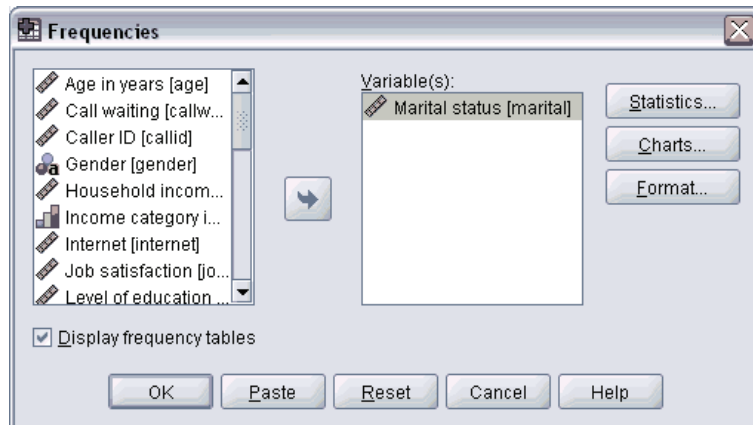 Frequencies
Age in years [age]
Call waiting [callw...
Caller ID [callid]
Gender [gender]
Household incom...
Income category i...
Internet [internet]
Job satisfaction [jo...
Level of education ...
Variable(s):
Marital status [marital]
Statistics...
Charts...
Format...
Display frequency tables
OK
Paste
Reset
Cancel
Help